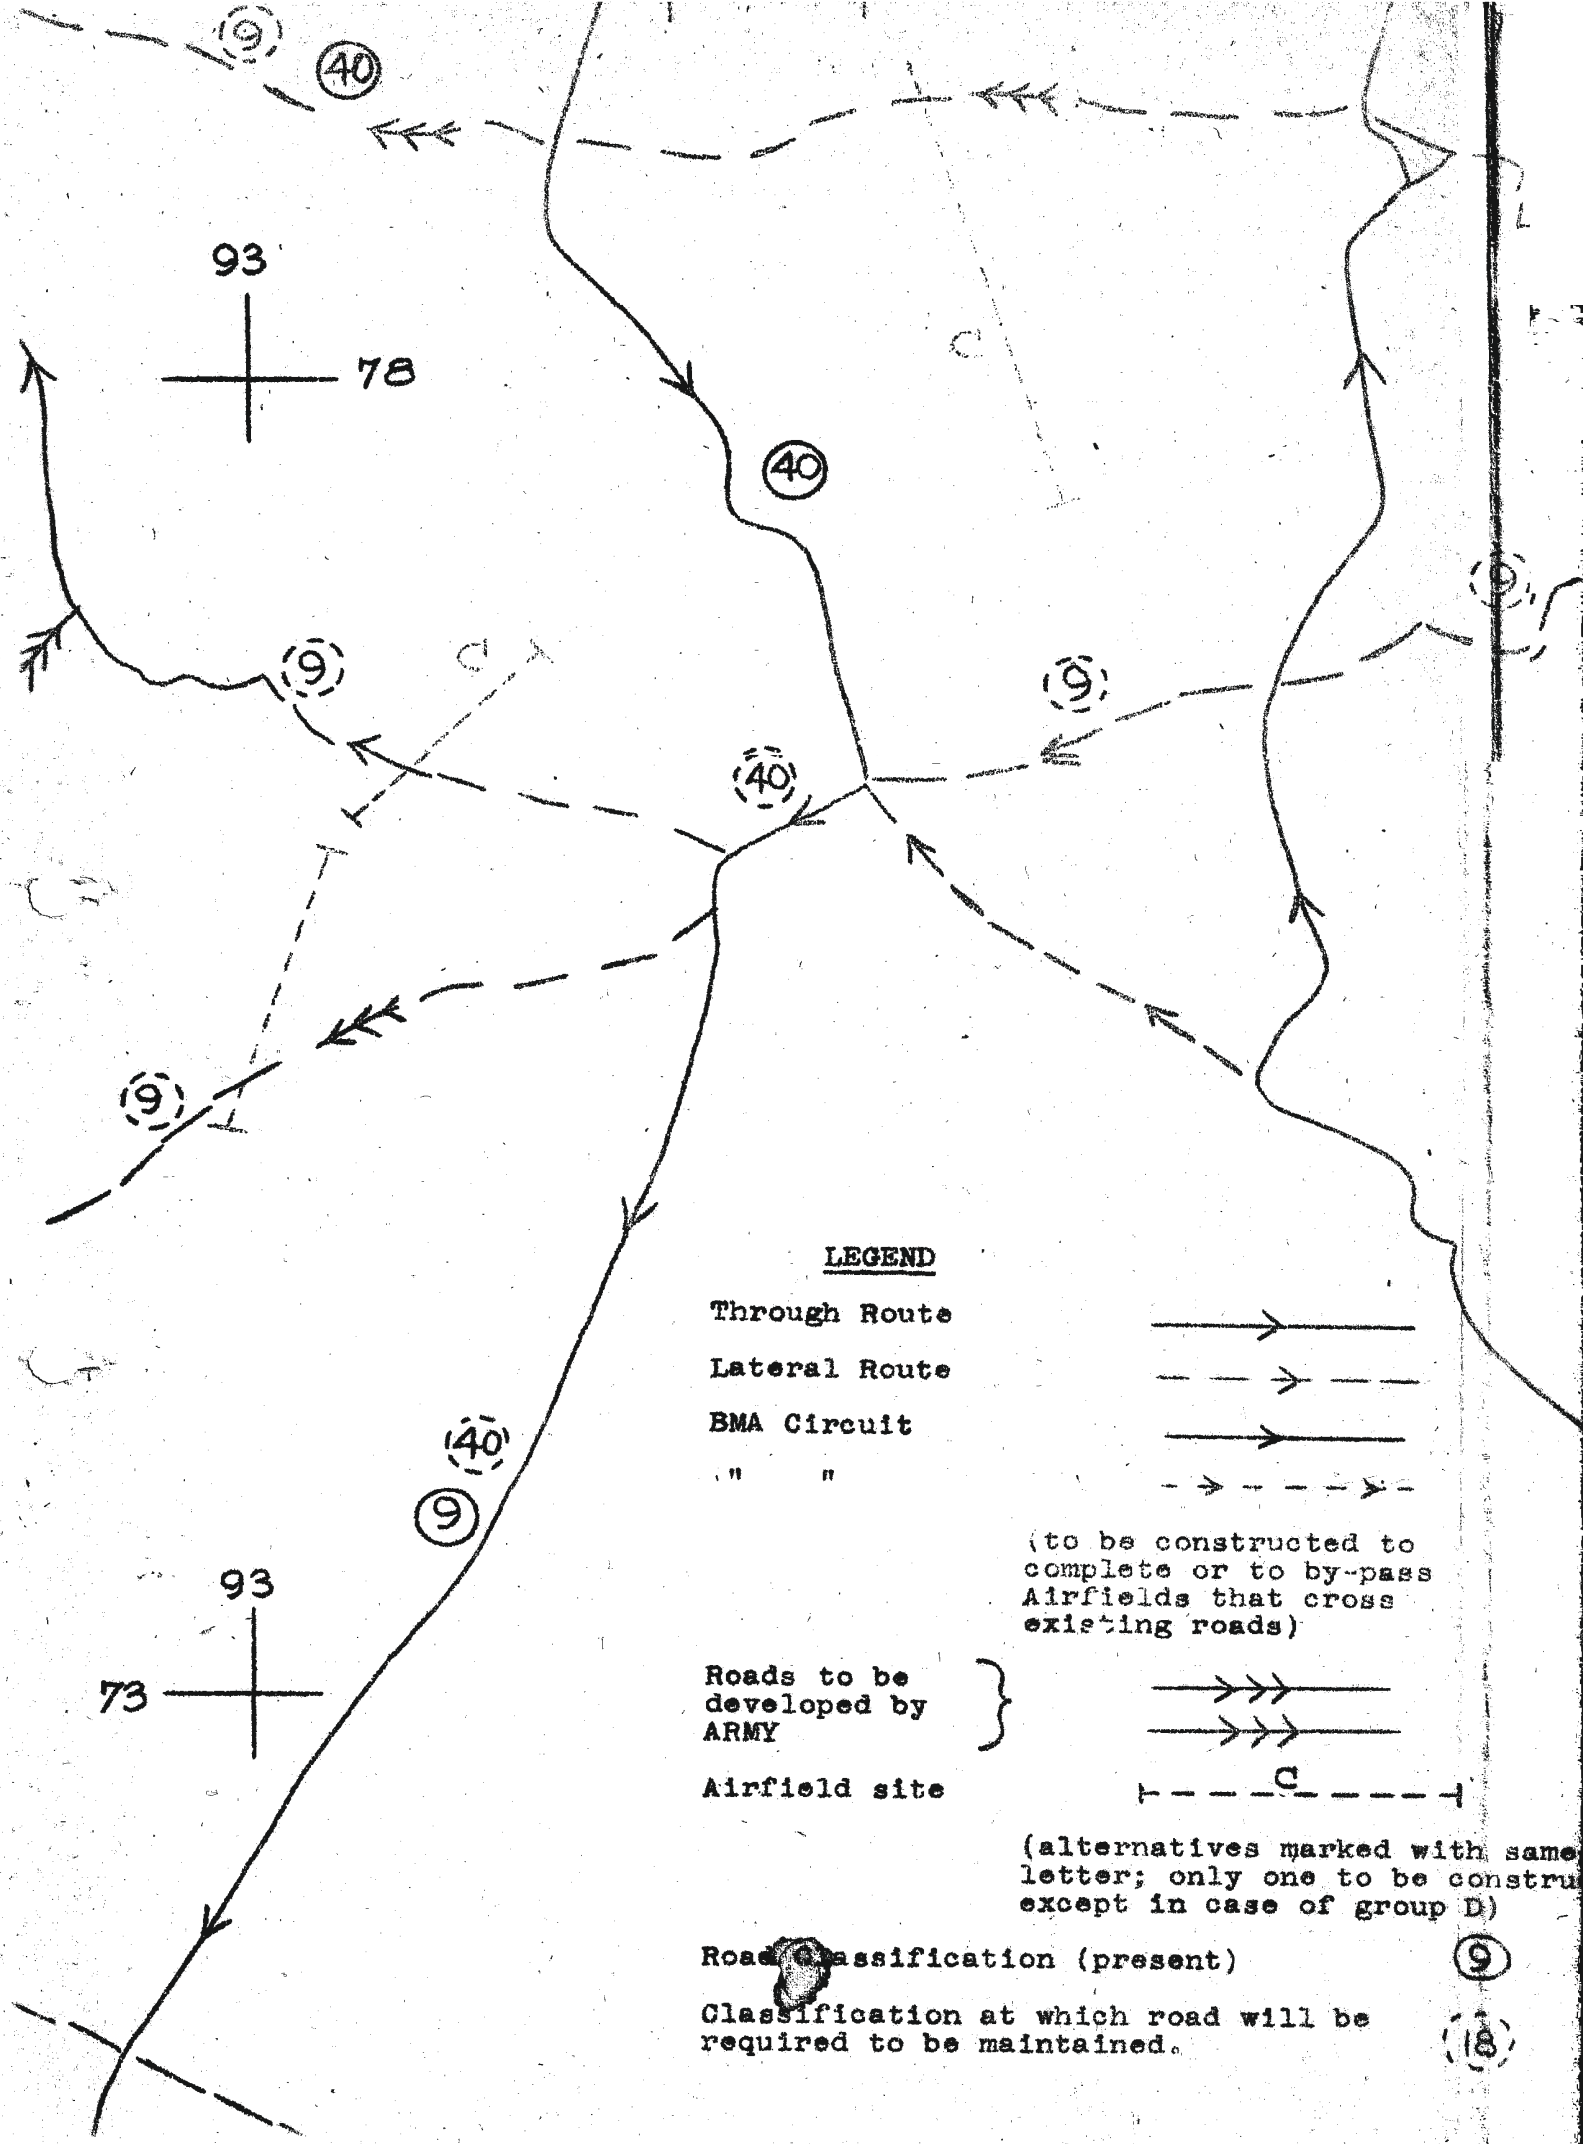 9
40
93
78
C
40
9
C
9
9
40
9
LEGEND
Through Route
Lateral Route
BMA Circuit
" "
(to be constructed to
complete or to by-pass
Airfields that cross
existing roads)
40
9
93
73
Roads to be
developed by
ARMY
Airfield site
C
(alternatives marked with same
letter; only one to be constru
except in case of group D)
Road assification (present)
9
Classification at which road will be
required to be maintained.
18